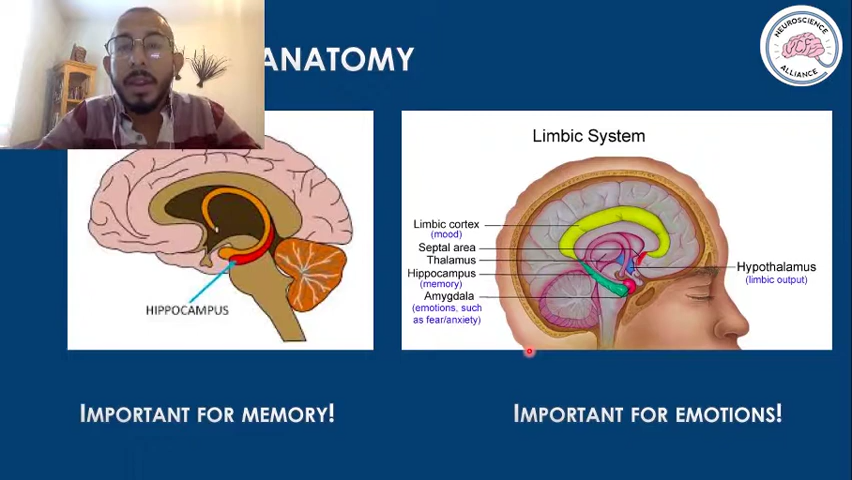 ANATOMY
NEUROSCIENCE
UCF
ALLIANCE
Limbic System
Limbic cortex
(mood)
Septal area
Thalamus
Hippocampus
(memory)
Amygdala
(emotions, such
as fear/anxiety)
Hypothalamus
(limbic output)
HIPPOCAMPUS
IMPORTANT FOR MEMORY!
IMPORTANT FOR EMOTIONS!